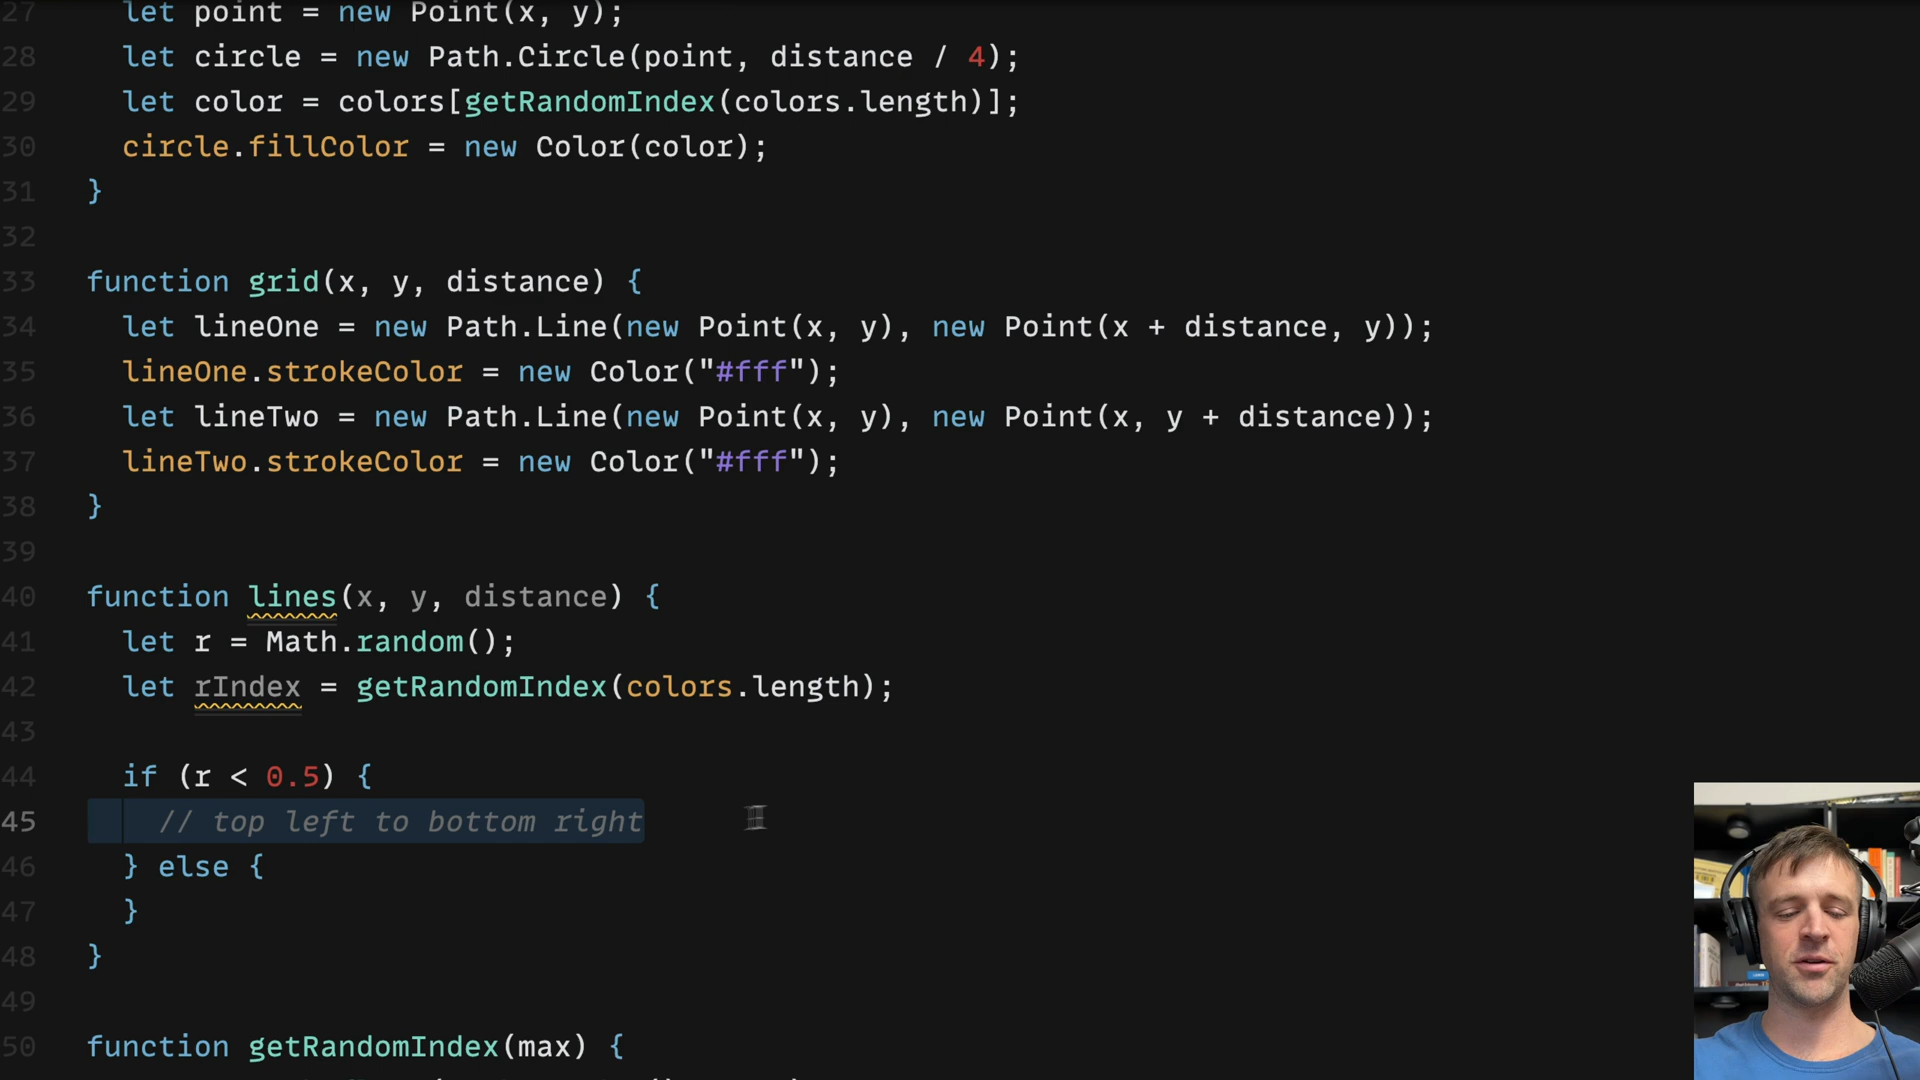 27 let point = new Point(x, y);
28 let circle = new Path.Circle(point, distance / 4);
29 let color = colors[getRandomIndex(colors.length)];
30 circle.fillColor = new Color(color);
31 }
32
33 function grid(x, y, distance) {
34 let lineOne = new Path.Line(new Point(x, y), new Point(x + distance, y));
35 lineOne.strokeColor = new Color("#fff");
36 let lineTwo = new Path.Line(new Point(x, y), new Point(x, y + distance));
37 lineTwo.strokeColor = new Color("#fff");
38 }
39
40 function lines(x, y, distance) {
41 let r = Math.random();
42 let rIndex = getRandomIndex(colors.length);
43
44 if (r < 0.5) {
45 // top left to bottom right
46 } else {
47 }
48 }
49
50 function getRandomIndex(max) {